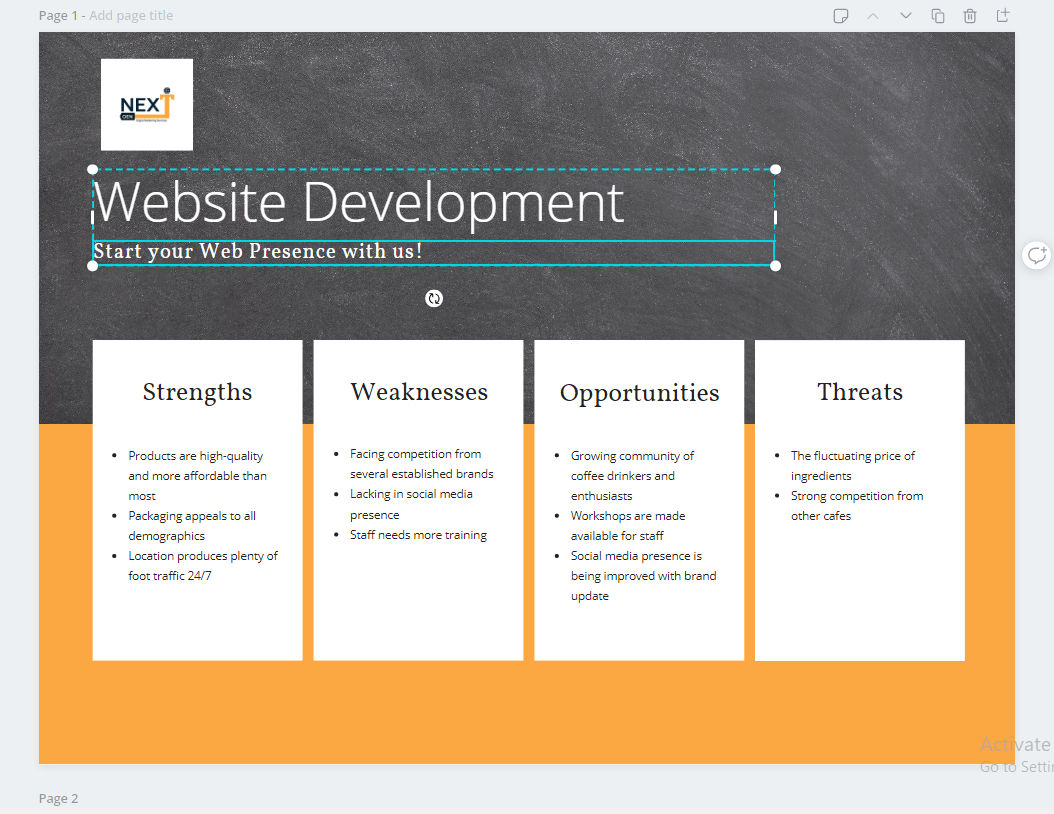 Page 1 - Add page title
NEXT
GEN
Website Development
Start your Web Presence with us!
Strengths
Products are high-quality
and more affordable than
most
Packaging appeals to all
demographics
Location produces plenty of
foot traffic 24/7
Weaknesses
Facing competition from
several established brands
Lacking in social media
presence
Staff needs more training
Opportunities
Growing community of
coffee drinkers and
enthusiasts
Workshops are made
available for staff
Social media presence is
being improved with brand
update
Threats
The fluctuating price of
ingredients
Strong competition from
other cafes
Activate
Go to Settin
Page 2